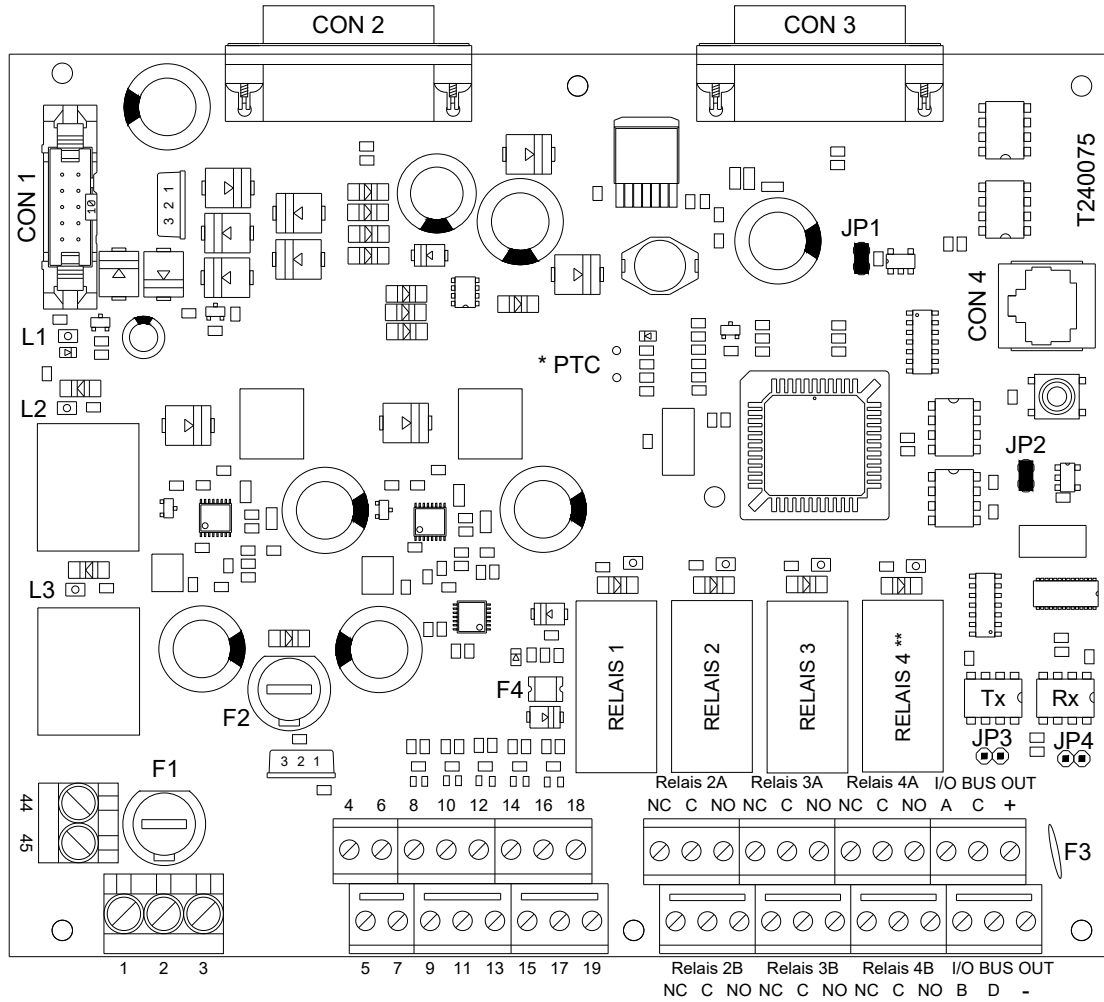 CON 2
CON 3
CON 1
10
3 2 1
T240075
JP1
CON 4
L1
* PTC
L2
JP2
L3
RELAIS 1
RELAIS 2
RELAIS 3
RELAIS 4 **
F4
Tx
Rx
F2
JP3
JP4
3 2 1
F1
44
45
Relais 2A
Relais 3A
Relais 4A
I/O BUS OUT
4 6 8 10 12 14 16 18
NC C NO NC C NO NC C NO A C +
F3
1 2 3
5 7 9 11 13 15 17 19
Relais 2B
Relais 3B
Relais 4B
I/O BUS OUT
NC C NO NC C NO NC C NO B D -